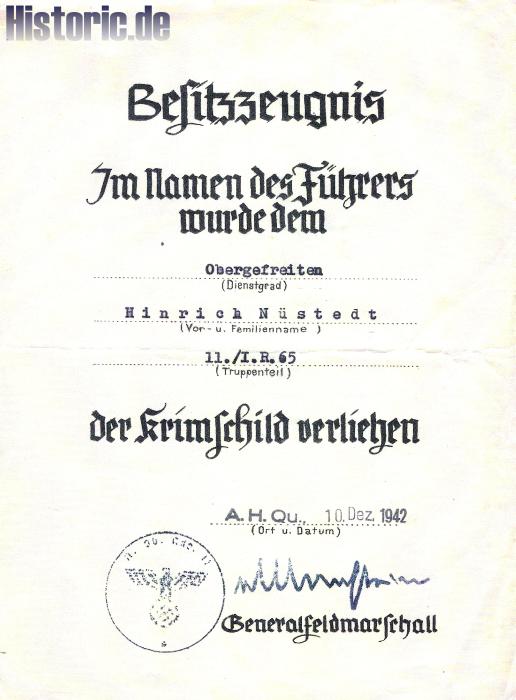 Historic.de
Besitzzeugnis
Im Namen des Führers
wurde dem
Obergefreiten
(Dienstgrad)
Hinrich Nüstedt
(Vor- u. Familienname )
11./I.R.65
(Truppenteil)
der Krimschild verliehen
A.H.Qu., 10. Dez. 1942
(Ort u. Datum)
Generalfeldmarschall